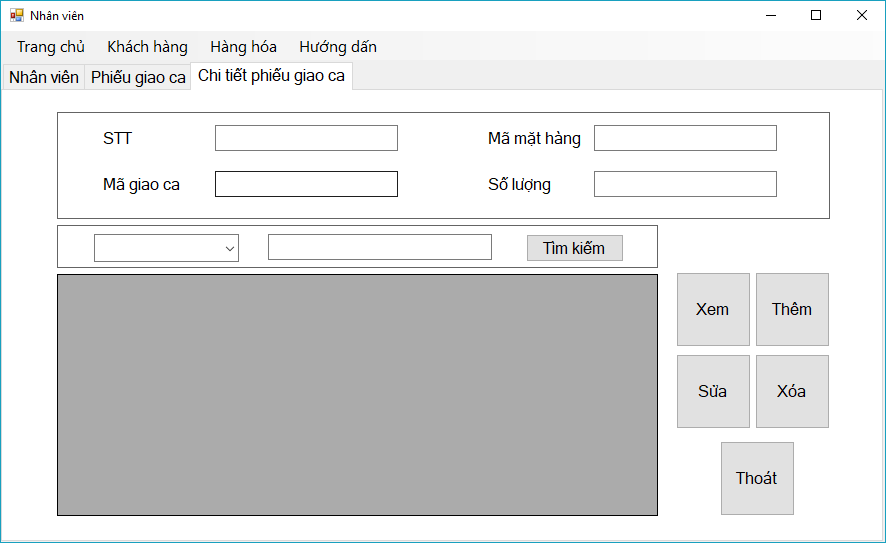 Nhân viên
Trang chủ Khách hàng Hàng hóa Hướng dấn
Nhân viên Phiếu giao ca Chi tiết phiếu giao ca
STT Mã mặt hàng
Mã giao ca Số lượng
Tìm kiếm
Xem Thêm
Sửa Xóa
Thoát